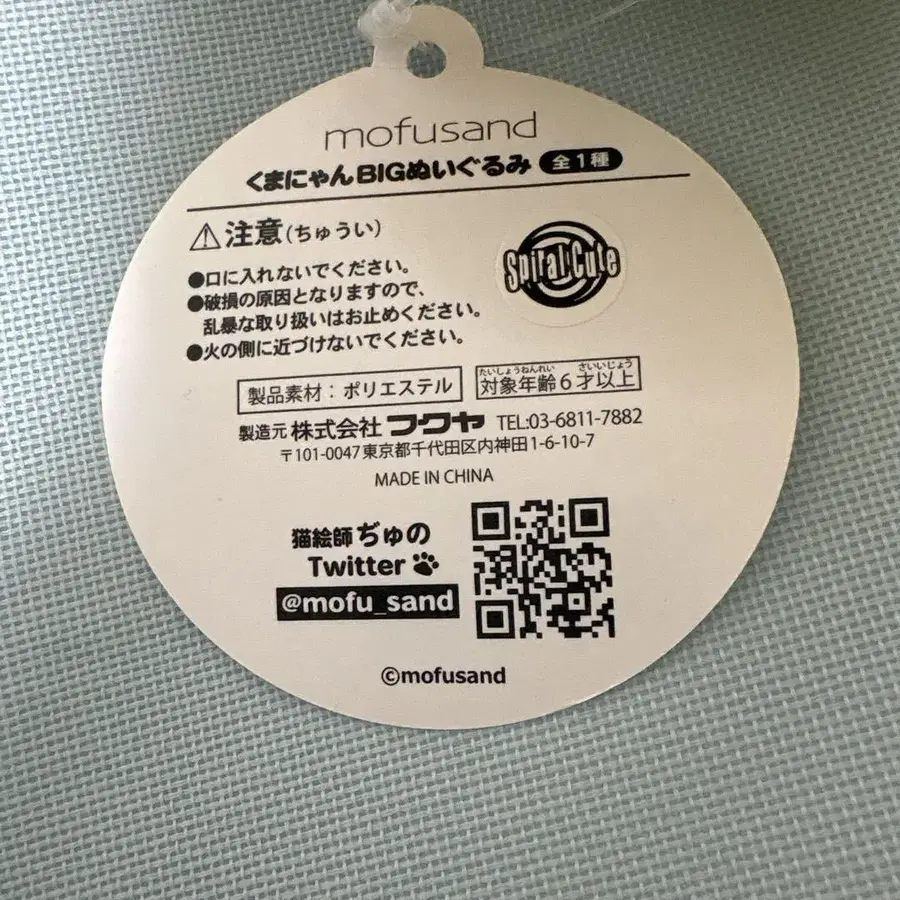 mofusand
くまにゃんBIGぬいぐるみ 全1種
⚠注意(ちゅうい)
Spiral Cute
●口に入れないでください。
●破損の原因となりますので、
乱暴な取り扱いはお止めください。
●火の側に近づけないでください。
製品素材:ポリエステル
たいしょうねんれい さいいじょう
対象年齢6才以上
製造元 株式会社フクヤ TEL:03-6811-7882
〒101-0047東京都千代田区内神田1-6-10-7
MADE IN CHINA
猫絵師ぢゅの
Twitter
@mofu_sand
©mofusand